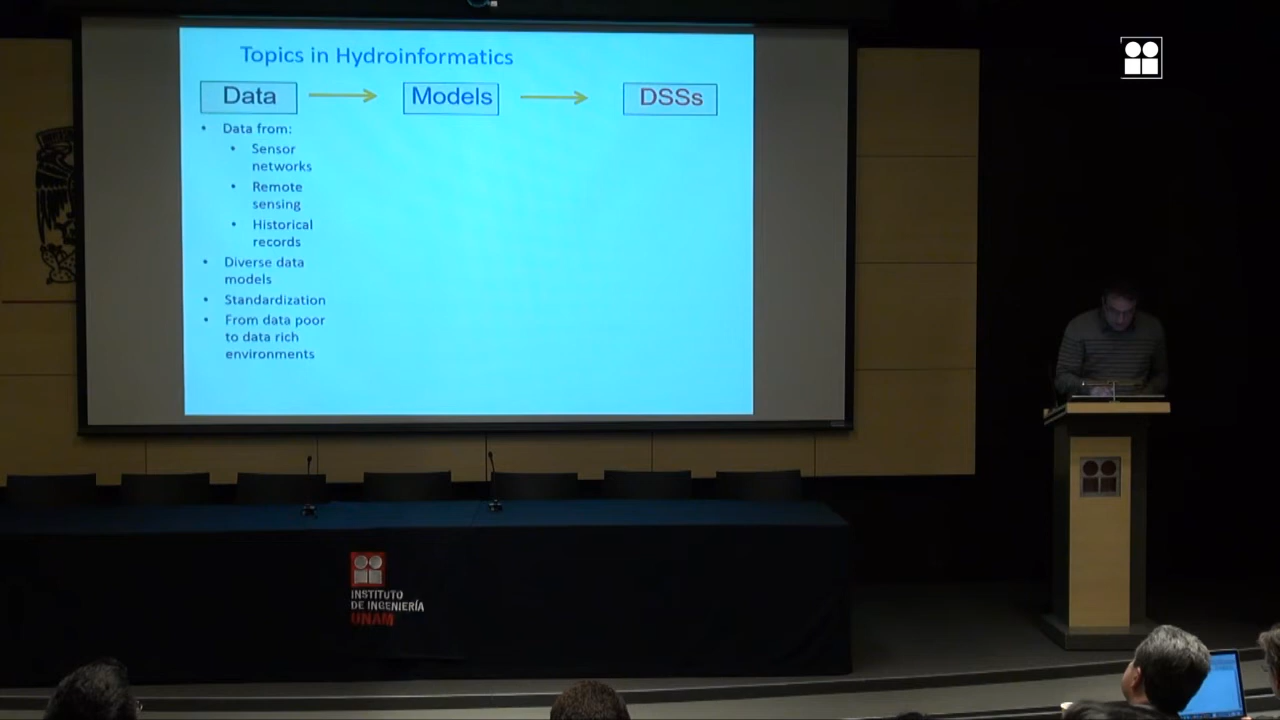 Topics in Hydroinformatics
Data
Models
DSSs
• Data from:
• Sensor
networks
• Remote
sensing
• Historical
records
• Diverse data
models
• Standardization
• From data poor
to data rich
environments
INSTITUTO
DE INGENIERÍA
UNAM